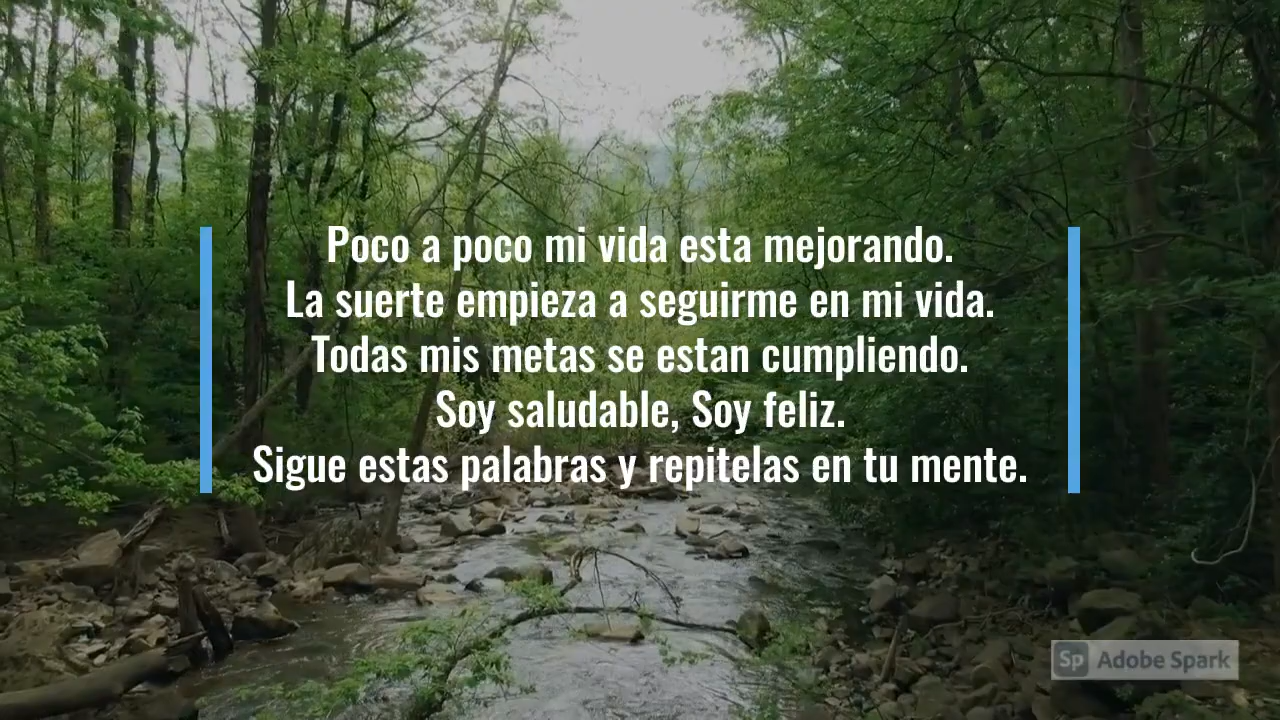 Poco a poco mi vida esta mejorando.
La suerte empieza a seguirme en mi vida.
Todas mis metas se estan cumpliendo.
Soy saludable, Soy feliz.
Sigue estas palabras y repitelas en tu mente.
Sp Adobe Spark